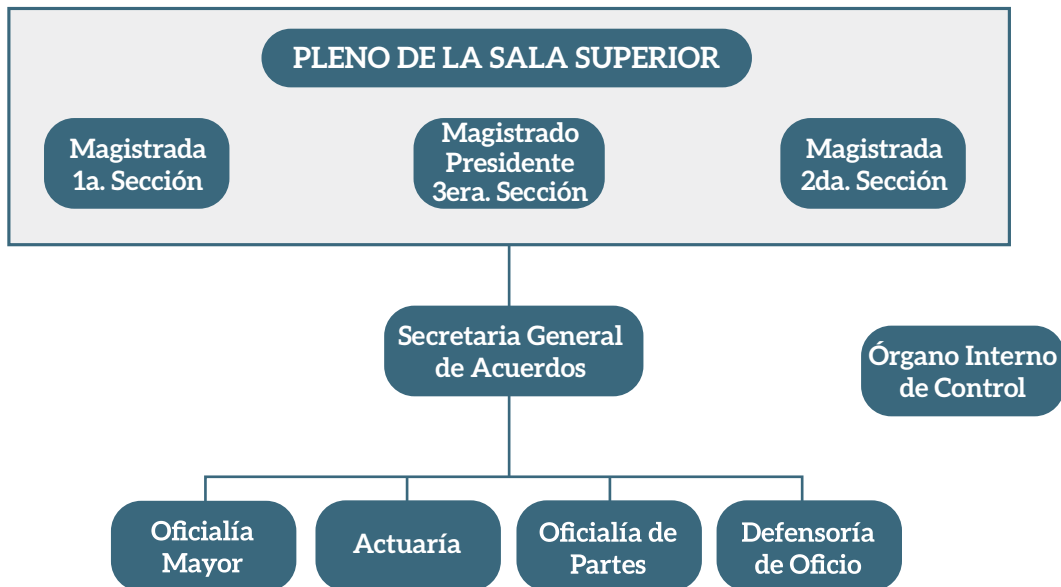 PLENO DE LA SALA SUPERIOR
Magistrada
1a. Sección
Magistrado
Presidente
3era. Sección
Magistrada
2da. Sección
Secretaria General
de Acuerdos
Órgano Interno
de Control
Oficialía
Mayor
Actuaría
Oficialía de
Partes
Defensoría
de Oficio